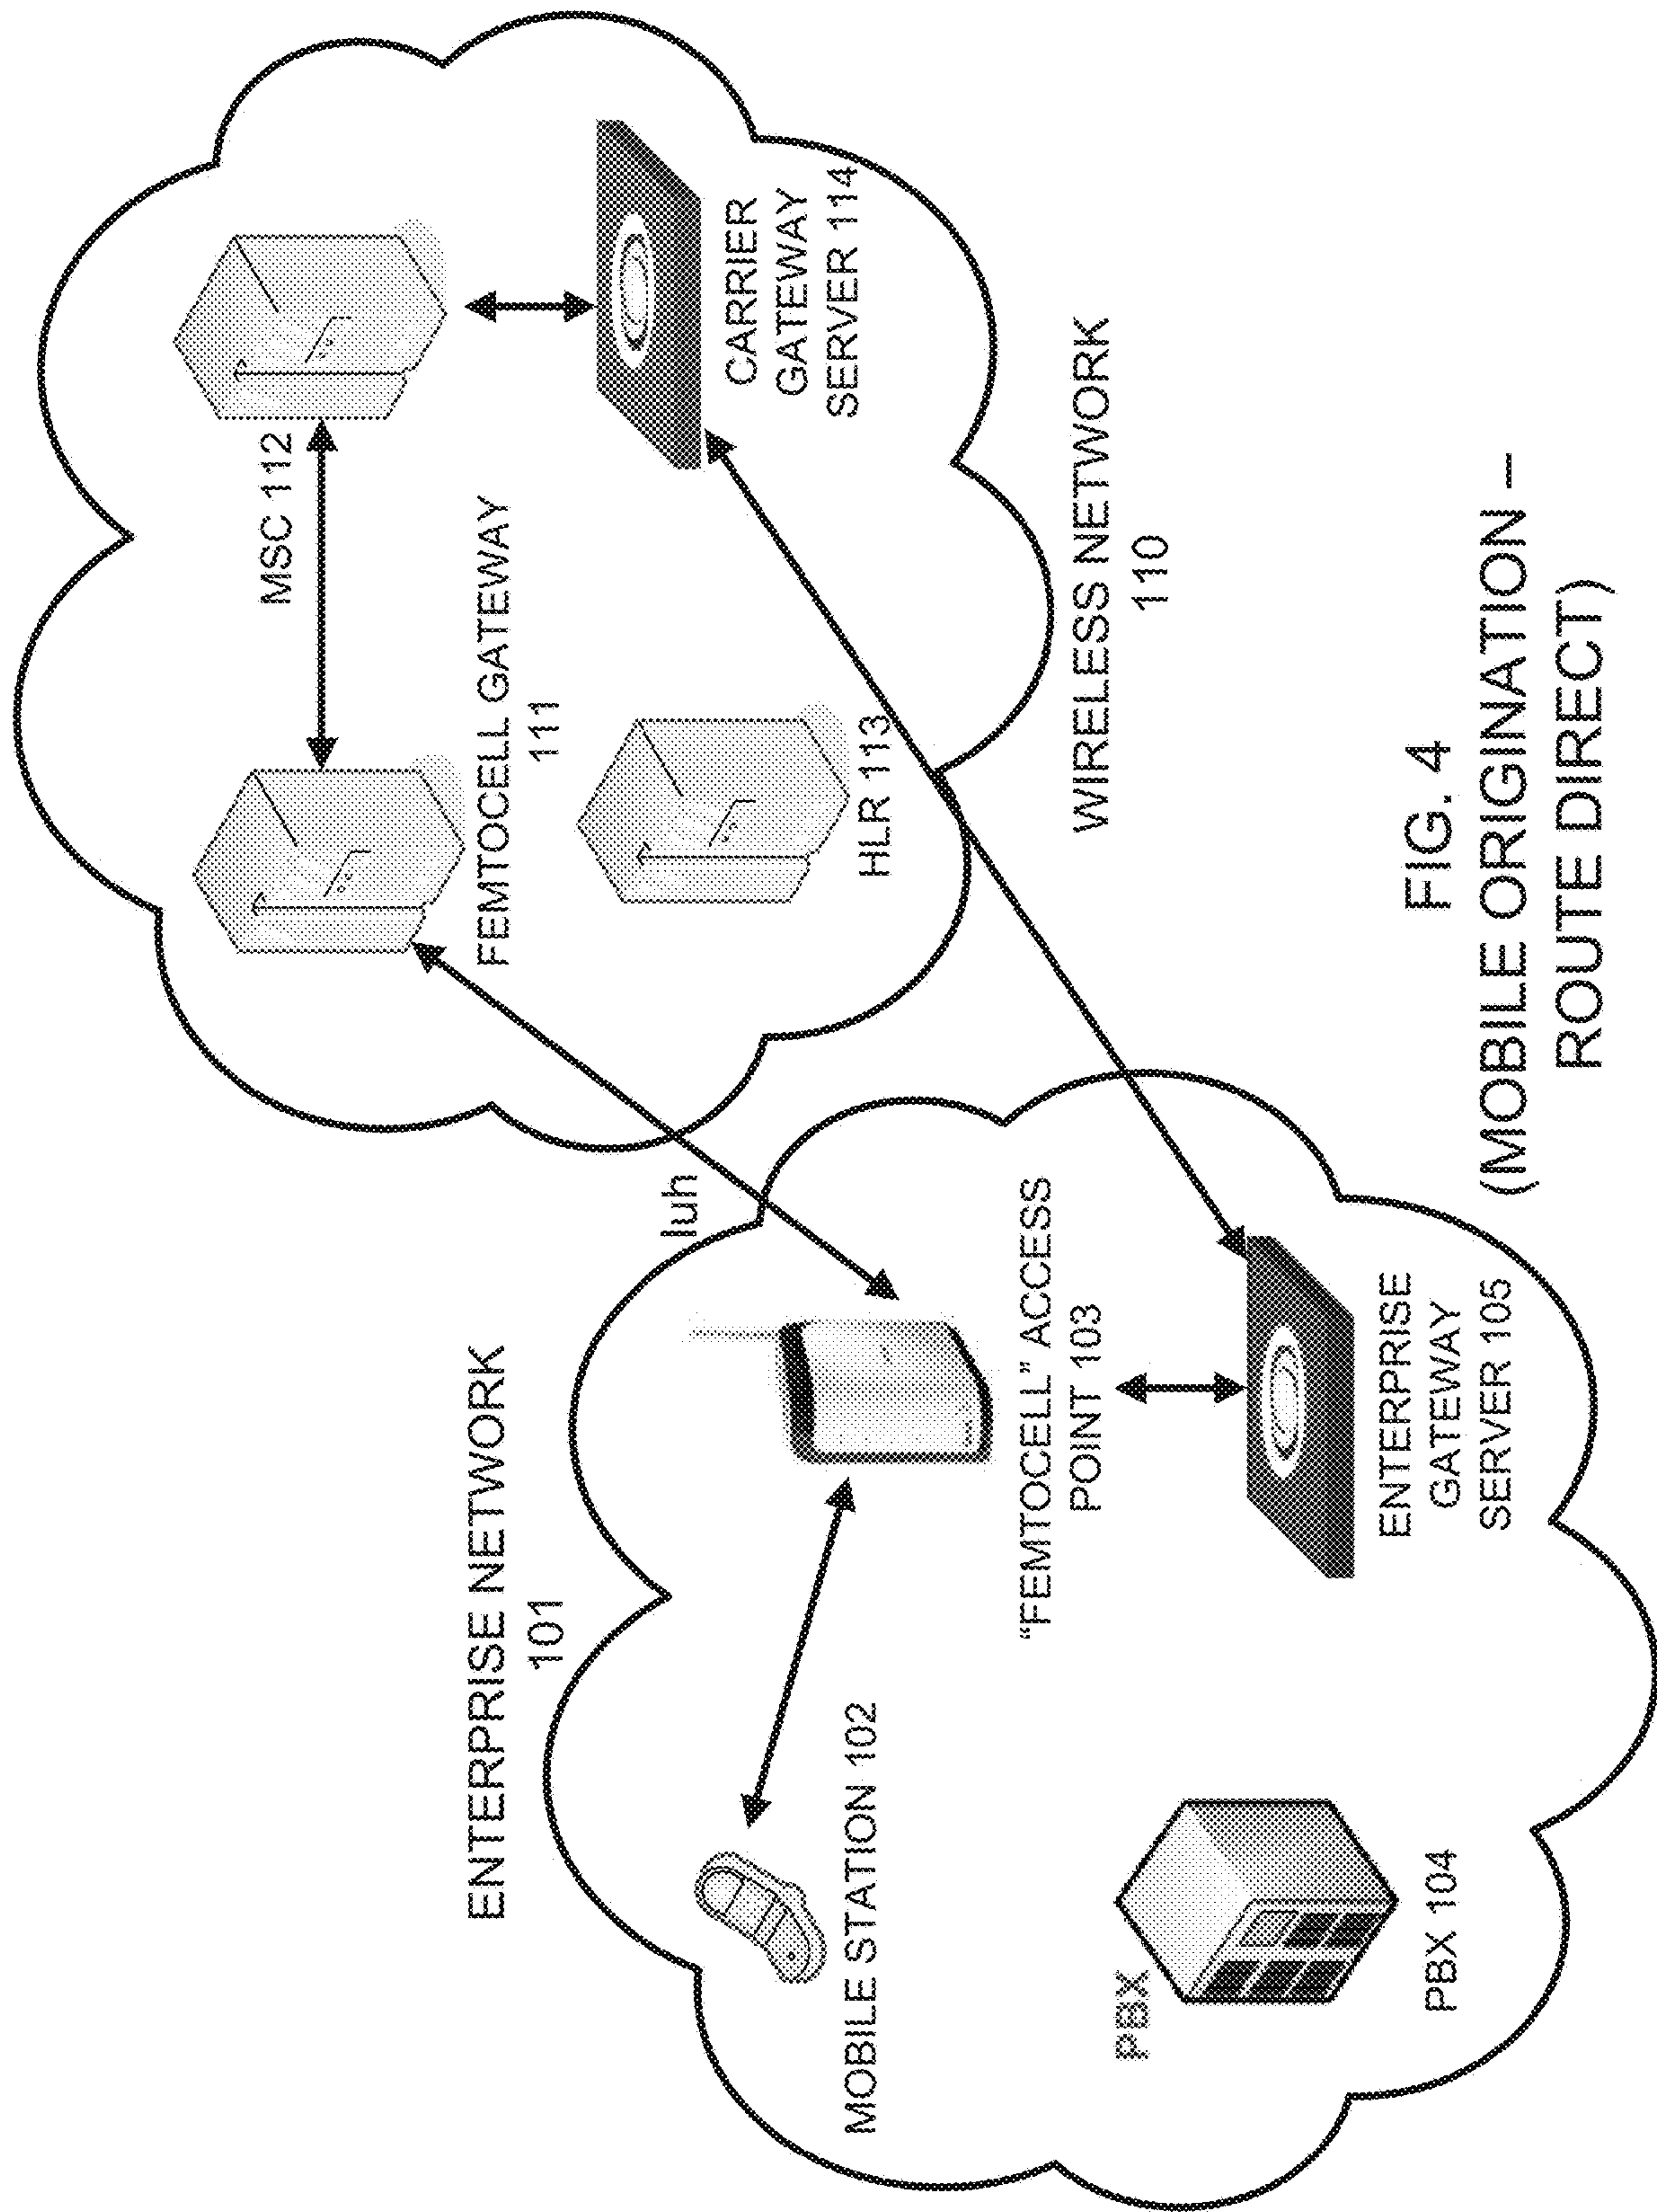 ENTERPRISE NETWORK
101
MOBILE STATION 102
Iuh
"FEMTOCELL" ACCESS
POINT 103
PBX
PBX 104
ENTERPRISE
GATEWAY
SERVER 105
MSC 112
FEMTOCELL GATEWAY
111
HLR 113
CARRIER
GATEWAY
SERVER 114
WIRELESS NETWORK
110
FIG. 4
(MOBILE ORIGINATION –
ROUTE DIRECT)